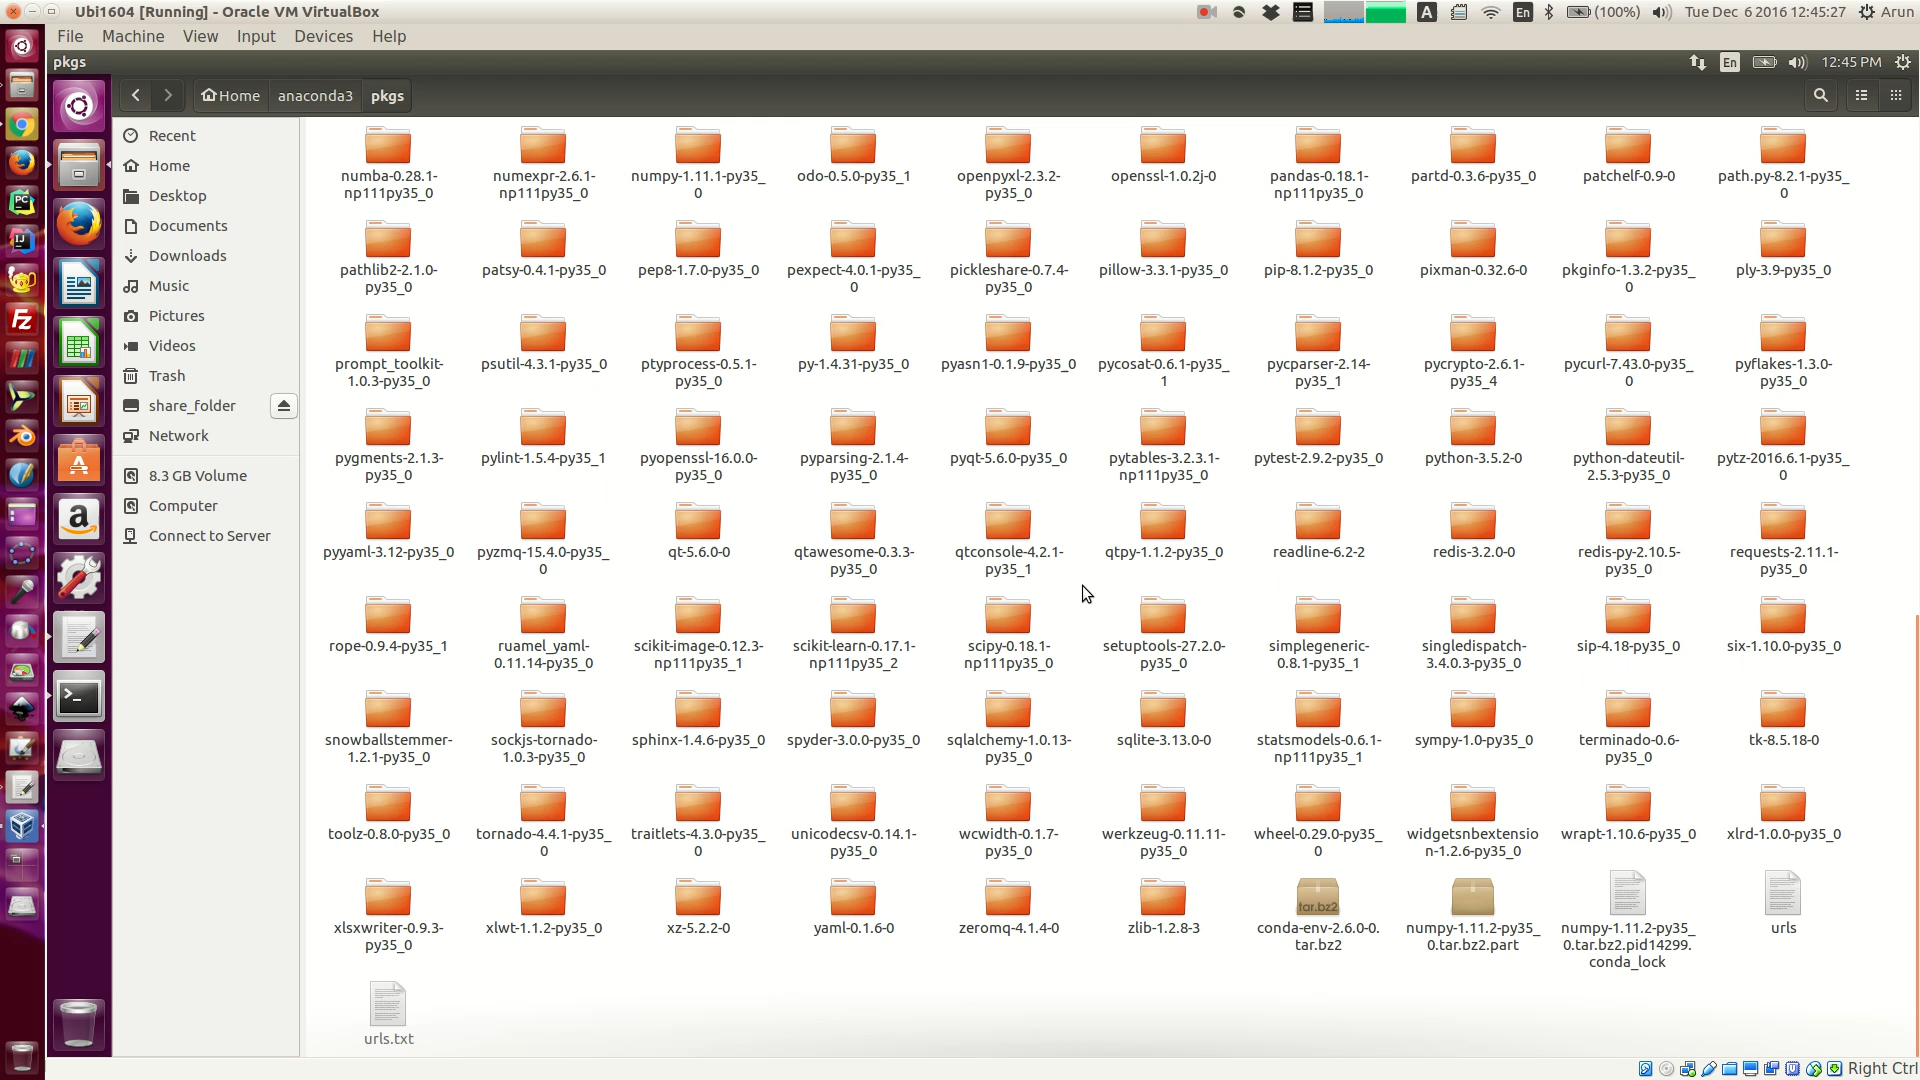 Ubi1604 [Running] - Oracle VM VirtualBox
A
En
(100%)
Tue Dec 6 2016 12:45:27
Arun
File Machine View Input Devices Help
pkgs
En
12:45 PM
Home anaconda3 pkgs
Recent
Home
Desktop
Documents
Downloads
Music
Pictures
Videos
Trash
share_folder
Network
8.3 GB Volume
Computer
Connect to Server
PC
IJ
Fz
A
a
>_
numba-0.28.1-
np111py35_0
numexpr-2.6.1-
np111py35_0
numpy-1.11.1-py35_
0
odo-0.5.0-py35_1
openpyxl-2.3.2-
py35_0
openssl-1.0.2j-0
pandas-0.18.1-
np111py35_0
partd-0.3.6-py35_0
patchelf-0.9-0
path.py-8.2.1-py35_
0
pathlib2-2.1.0-
py35_0
patsy-0.4.1-py35_0
pep8-1.7.0-py35_0
pexpect-4.0.1-py35_
0
pickleshare-0.7.4-
py35_0
pillow-3.3.1-py35_0
pip-8.1.2-py35_0
pixman-0.32.6-0
pkginfo-1.3.2-py35_
0
ply-3.9-py35_0
prompt_toolkit-
1.0.3-py35_0
psutil-4.3.1-py35_0
ptyprocess-0.5.1-
py35_0
py-1.4.31-py35_0
pyasn1-0.1.9-py35_0
pycosat-0.6.1-py35_
1
pycparser-2.14-
py35_1
pycrypto-2.6.1-
py35_4
pycurl-7.43.0-py35_
0
pyflakes-1.3.0-
py35_0
pygments-2.1.3-
py35_0
pylint-1.5.4-py35_1
pyopenssl-16.0.0-
py35_0
pyparsing-2.1.4-
py35_0
pyqt-5.6.0-py35_0
pytables-3.2.3.1-
np111py35_0
pytest-2.9.2-py35_0
python-3.5.2-0
python-dateutil-
2.5.3-py35_0
pytz-2016.6.1-py35_
0
pyyaml-3.12-py35_0
pyzmq-15.4.0-py35_
0
qt-5.6.0-0
qtawesome-0.3.3-
py35_0
qtconsole-4.2.1-
py35_1
qtpy-1.1.2-py35_0
readline-6.2-2
redis-3.2.0-0
redis-py-2.10.5-
py35_0
requests-2.11.1-
py35_0
rope-0.9.4-py35_1
ruamel_yaml-
0.11.14-py35_0
scikit-image-0.12.3-
np111py35_1
scikit-learn-0.17.1-
np111py35_2
scipy-0.18.1-
np111py35_0
setuptools-27.2.0-
py35_0
simplegeneric-
0.8.1-py35_1
singledispatch-
3.4.0.3-py35_0
sip-4.18-py35_0
six-1.10.0-py35_0
snowballstemmer-
1.2.1-py35_0
sockjs-tornado-
1.0.3-py35_0
sphinx-1.4.6-py35_0
spyder-3.0.0-py35_0
sqlalchemy-1.0.13-
py35_0
sqlite-3.13.0-0
statsmodels-0.6.1-
np111py35_1
sympy-1.0-py35_0
terminado-0.6-
py35_0
tk-8.5.18-0
toolz-0.8.0-py35_0
tornado-4.4.1-py35_
0
traitlets-4.3.0-py35_
0
unicodecsv-0.14.1-
py35_0
wcwidth-0.1.7-
py35_0
werkzeug-0.11.11-
py35_0
wheel-0.29.0-py35_
0
widgetsnbextensio
n-1.2.6-py35_0
wrapt-1.10.6-py35_0
xlrd-1.0.0-py35_0
xlsxwriter-0.9.3-
py35_0
xlwt-1.1.2-py35_0
xz-5.2.2-0
yaml-0.1.6-0
zeromq-4.1.4-0
zlib-1.2.8-3
tar.bz2
conda-env-2.6.0-0.
tar.bz2
numpy-1.11.2-py35_
0.tar.bz2.part
numpy-1.11.2-py35_
0.tar.bz2.pid14299.
conda_lock
urls
urls.txt
Right Ctrl